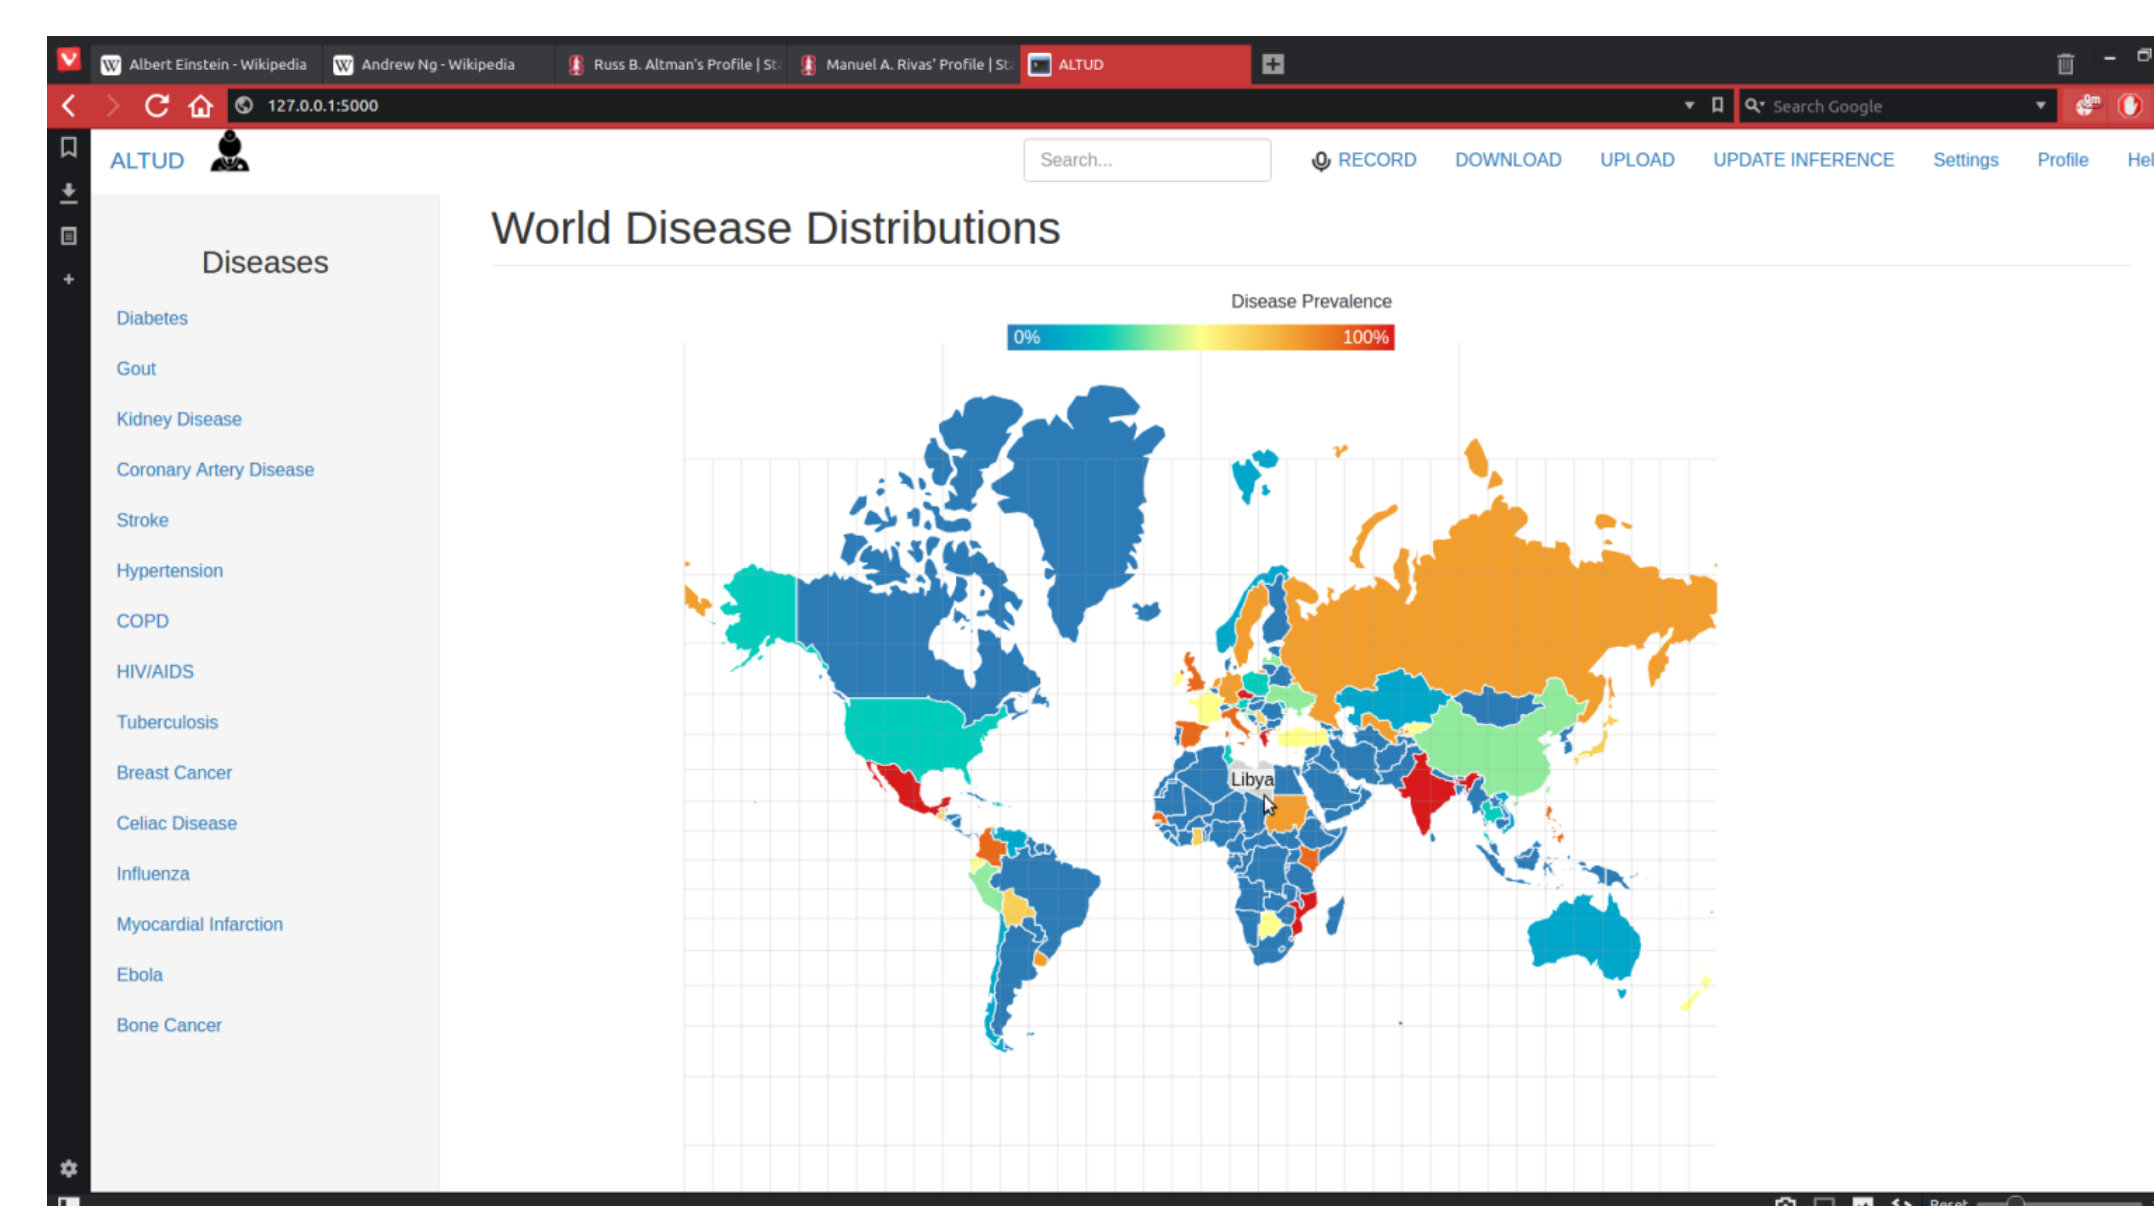 Albert Einstein - Wikipedia
Andrew Ng - Wikipedia
Russ B. Altman's Profile | St
Manuel A. Rivas' Profile | Sta
ALTUD
127.0.0.1:5000
Search Google
ALTUD
Search...
RECORD
DOWNLOAD
UPLOAD
UPDATE INFERENCE
Settings
Profile
Hel
World Disease Distributions
Diseases
Diabetes
Gout
Kidney Disease
Coronary Artery Disease
Stroke
Hypertension
COPD
HIV/AIDS
Tuberculosis
Breast Cancer
Celiac Disease
Influenza
Myocardial Infarction
Ebola
Bone Cancer
Disease Prevalence
0%
100%
Libya
Reset